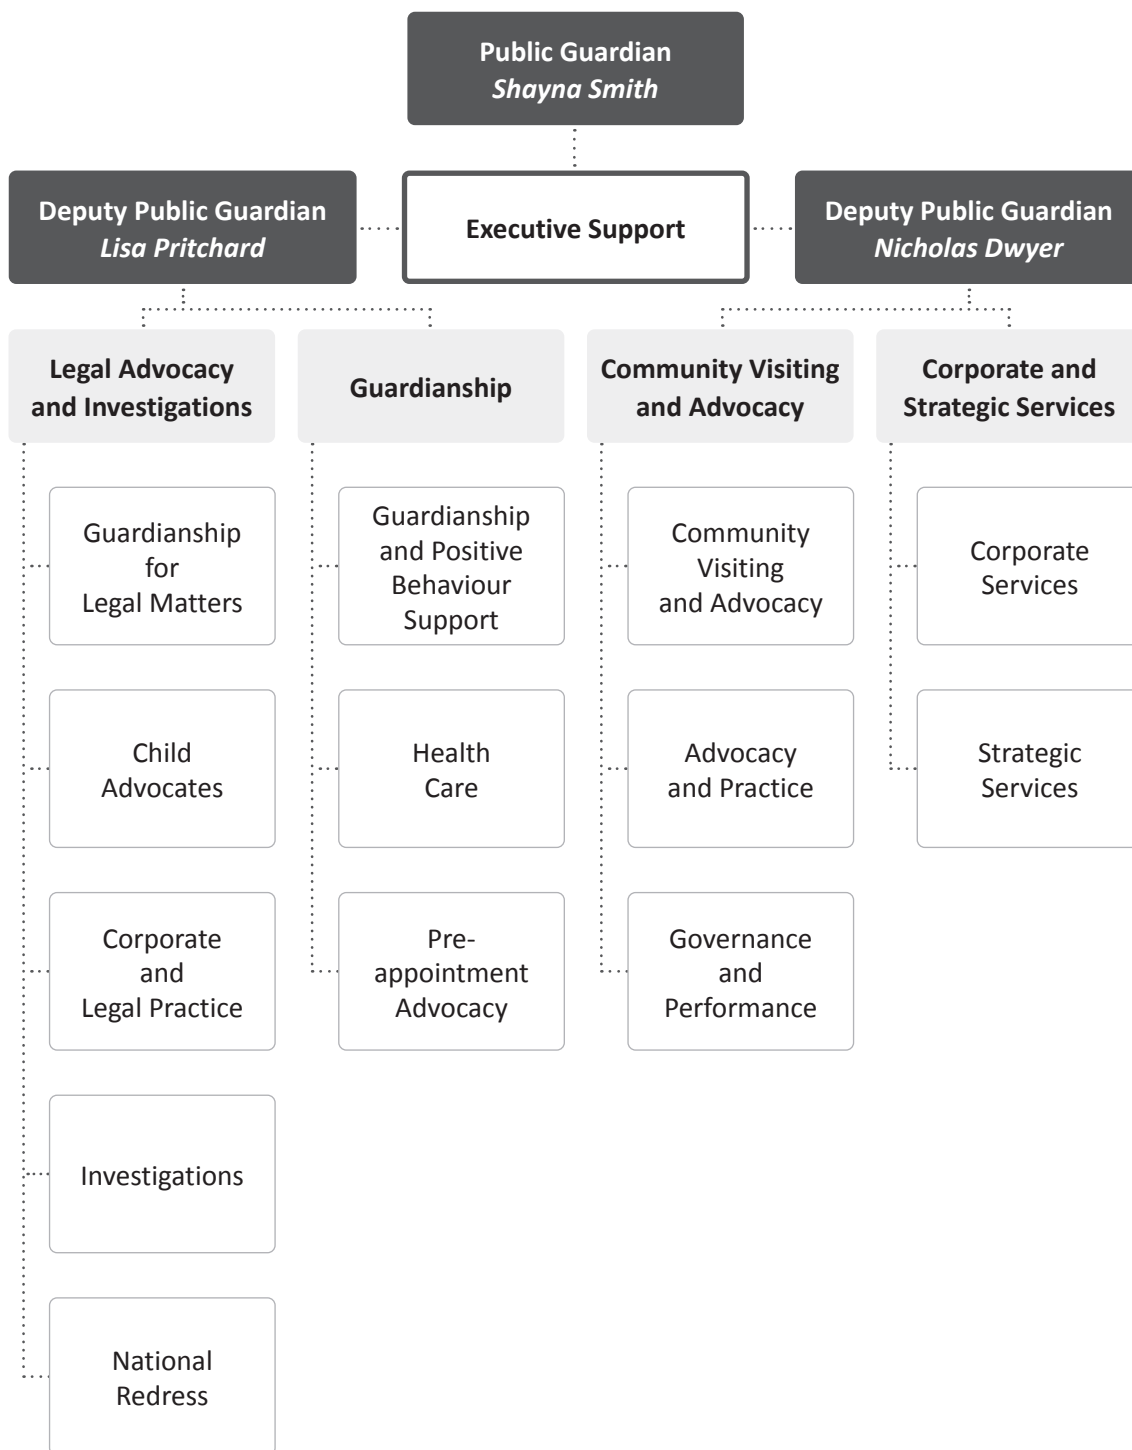 Public Guardian
Shayna Smith
Deputy Public Guardian
Lisa Pritchard
Executive Support
Deputy Public Guardian
Nicholas Dwyer
Legal Advocacy
and Investigations
Guardianship
Community Visiting
and Advocacy
Corporate and
Strategic Services
Guardianship
for
Legal Matters
Child
Advocates
Corporate
and
Legal Practice
Investigations
National
Redress
Guardianship
and Positive
Behaviour
Support
Health
Care
Pre-
appointment
Advocacy
Community
Visiting
and Advocacy
Advocacy
and Practice
Governance
and
Performance
Corporate
Services
Strategic
Services